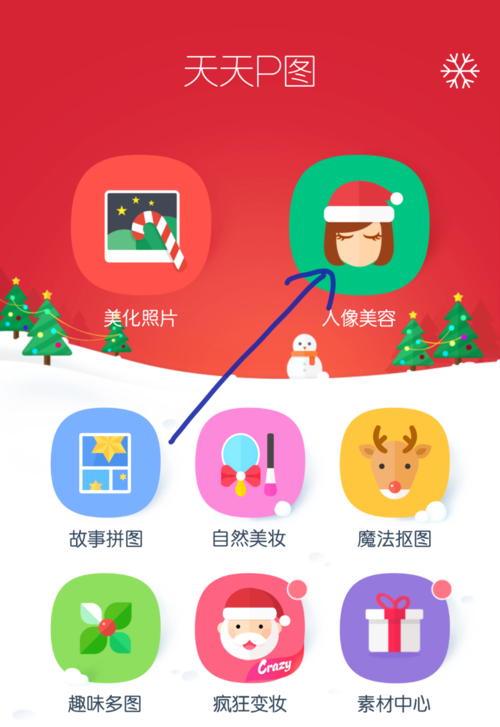 天天P图
美化照片
人像美容
故事拼图
自然美妆
魔法抠图
Crazy
趣味多图
疯狂变妆
素材中心